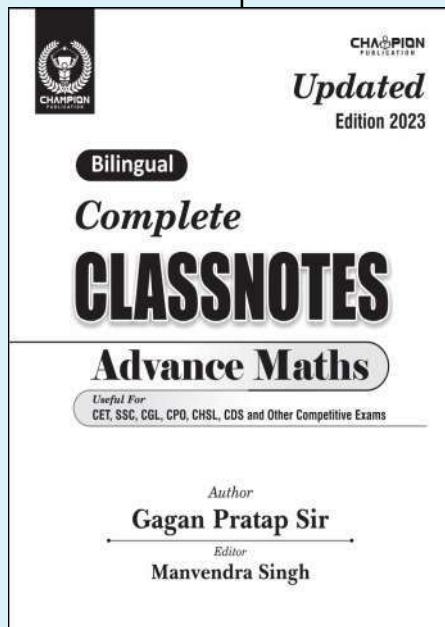 CHAMPION
PUBLICATION
CHAMPION
PUBLICATION
Updated
Edition 2023
Bilingual
Complete
CLASSNOTES
Advance Maths
Useful For
CET, SSC, CGL, CPO, CHSL, CDS and Other Competitive Exams
Author
Gagan Pratap Sir
Editor
Manvendra Singh